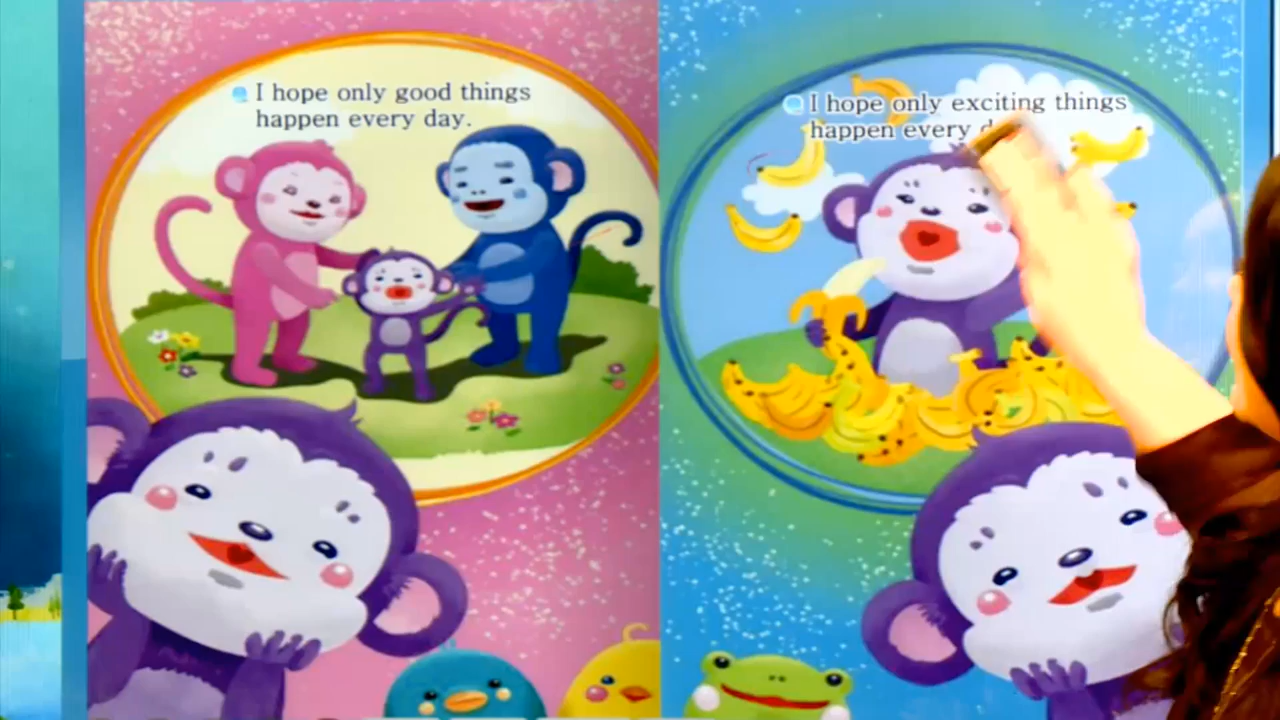 I hope only good things
happen every day.
I hope only exciting things
happen every